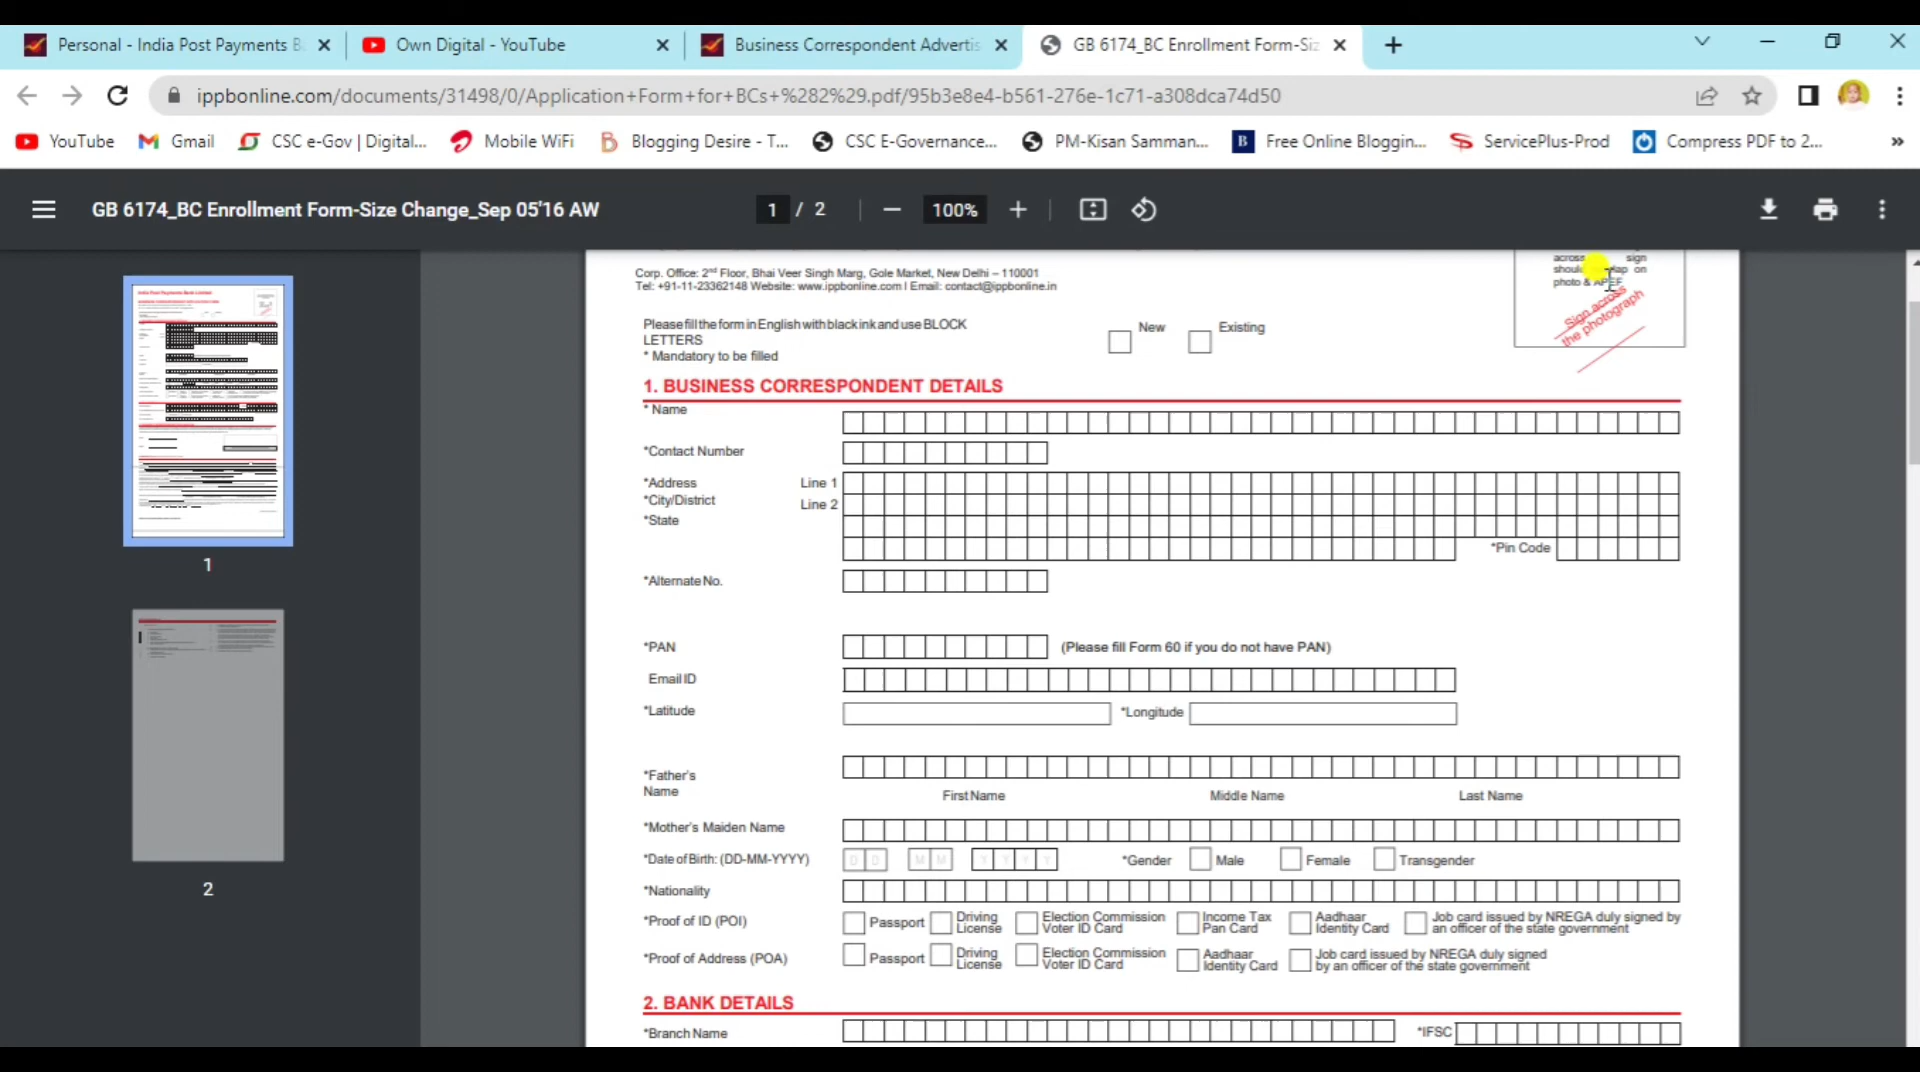 Personal - India Post Payments B
Own Digital - YouTube
Business Correspondent Advertis
GB 6174_BC Enrollment Form-Siz
ippbonline.com/documents/31498/0/Application+Form+for+BCs+%282%29.pdf/95b3e8e4-b561-276e-1c71-a308dca74d50
YouTube
Gmail
CSC e-Gov | Digital...
Mobile WiFi
Blogging Desire - T...
CSC E-Governance...
PM-Kisan Samman...
B
Free Online Bloggin...
ServicePlus-Prod
Compress PDF to 2...
»
GB 6174_BC Enrollment Form-Size Change_Sep 05'16 AW
1 / 2
100%
1
2
across sign
on
photo & APEF
Sign across
the photograph
Corp. Office: 2nd Floor, Bhai Veer Singh Marg, Gole Market, New Delhi – 110001
Tel: +91-11-23362148 Website: www.ippbonline.com I Email: contact@ippbonline.in
Please fill the form in English with black ink and use BLOCK
LETTERS
* Mandatory to be filled
New
Existing
1. BUSINESS CORRESPONDENT DETAILS
* Name
*Contact Number
*Address Line 1
*City/District Line 2
*State
*Pin Code
*Alternate No.
*PAN (Please fill Form 60 if you do not have PAN)
Email ID
*Latitude *Longitude
*Father's
Name
First Name Middle Name Last Name
*Mother's Maiden Name
*Date of Birth: (DD-MM-YYYY) D D M M Y Y Y Y *Gender Male Female Transgender
*Nationality
*Proof of ID (POI) Passport Driving License Election Commission Voter ID Card Income Tax Pan Card Aadhaar Identity Card Job card issued by NREGA duly signed by an officer of the state government
*Proof of Address (POA) Passport Driving License Election Commission Voter ID Card Aadhaar Identity Card Job card issued by NREGA duly signed by an officer of the state government
2. BANK DETAILS
*Branch Name *IFSC